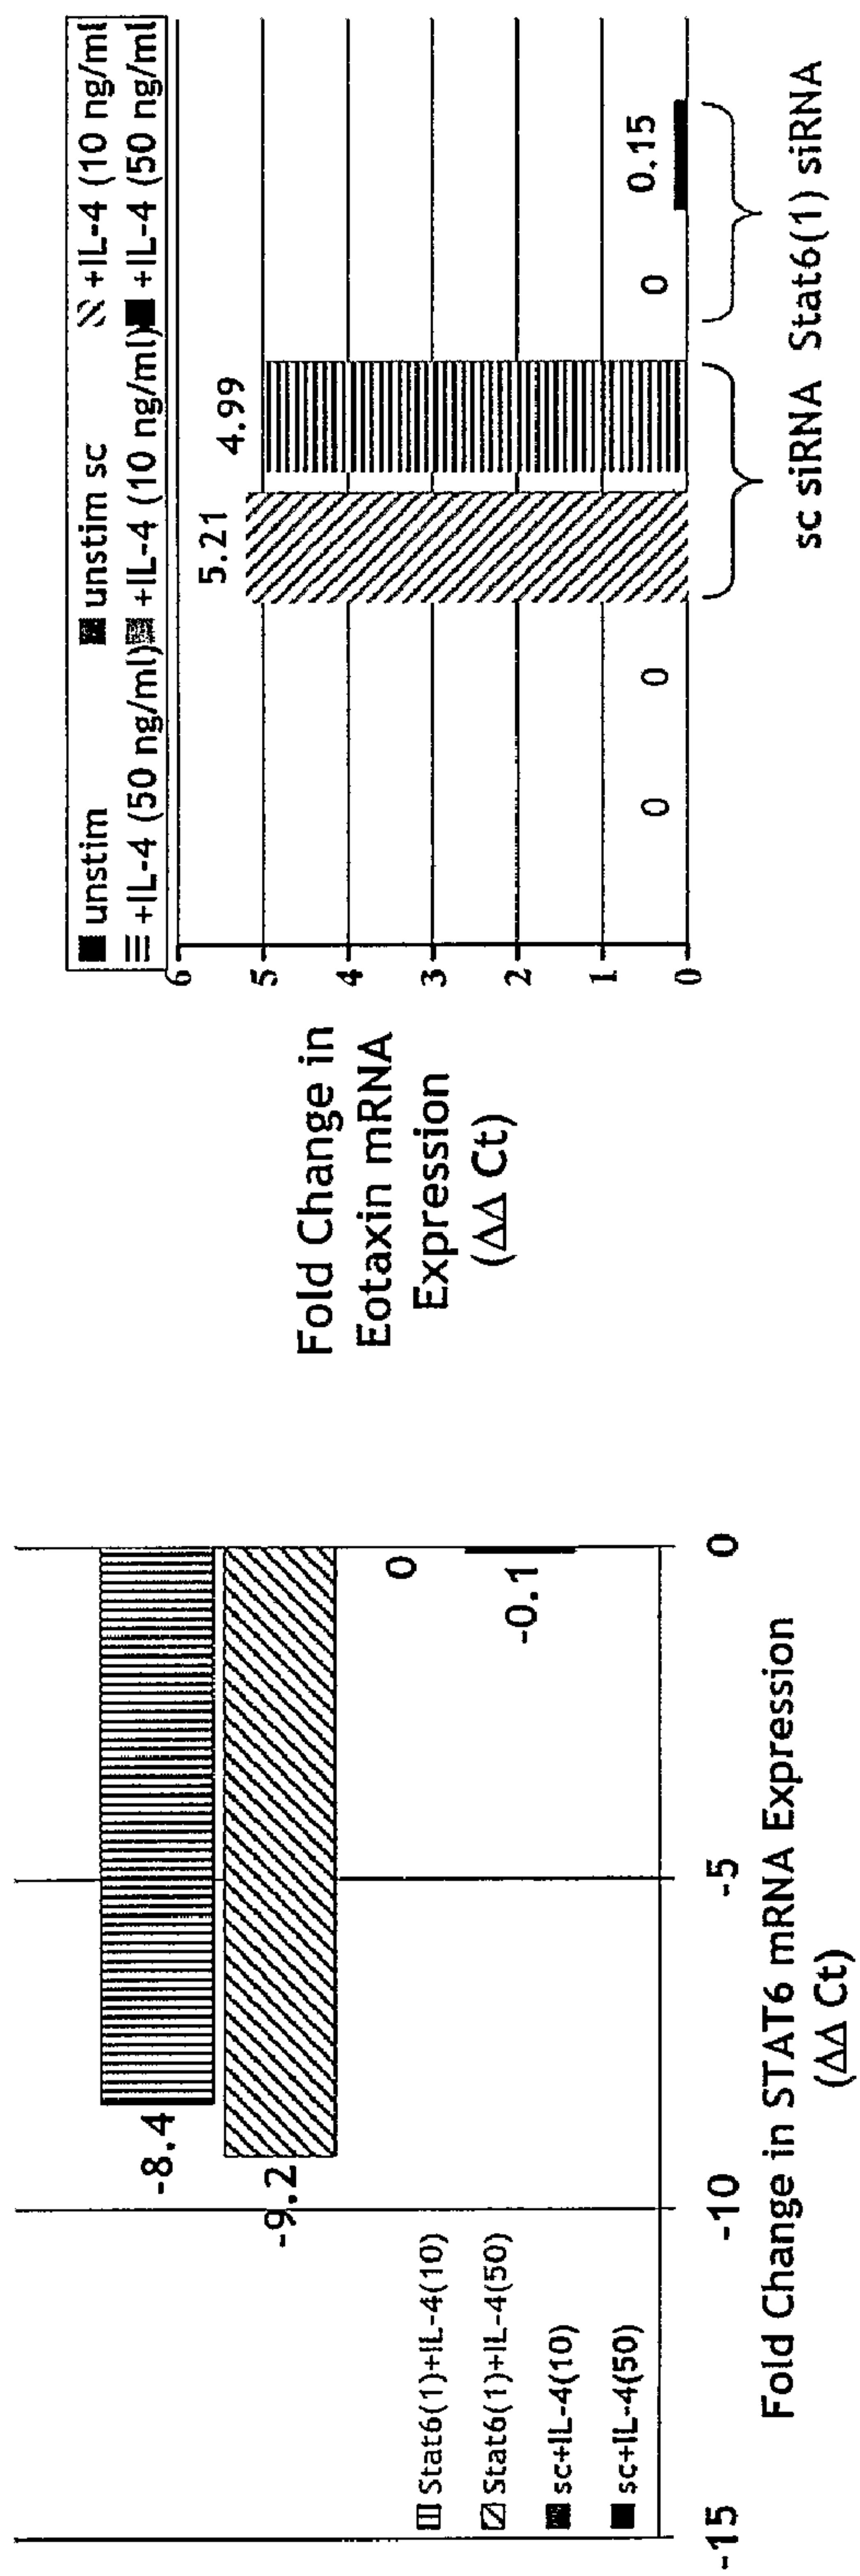 -8.4
-9.2
0
-0.1
Stat6(1)+IL-4(10)
Stat6(1)+IL-4(50)
sc+IL-4(10)
sc+IL-4(50)
-15 -10 -5 0
Fold Change in STAT6 mRNA Expression
(ΔΔ Ct)
unstim unstim sc +IL-4 (10 ng/ml)
+IL-4 (50 ng/ml) +IL-4 (10 ng/ml) +IL-4 (50 ng/ml)
Fold Change in
Eotaxin mRNA
Expression
(ΔΔ Ct)
6
5
4
3
2
1
0
0 0 5.21 4.99 0 0.15
sc siRNA Stat6(1) siRNA